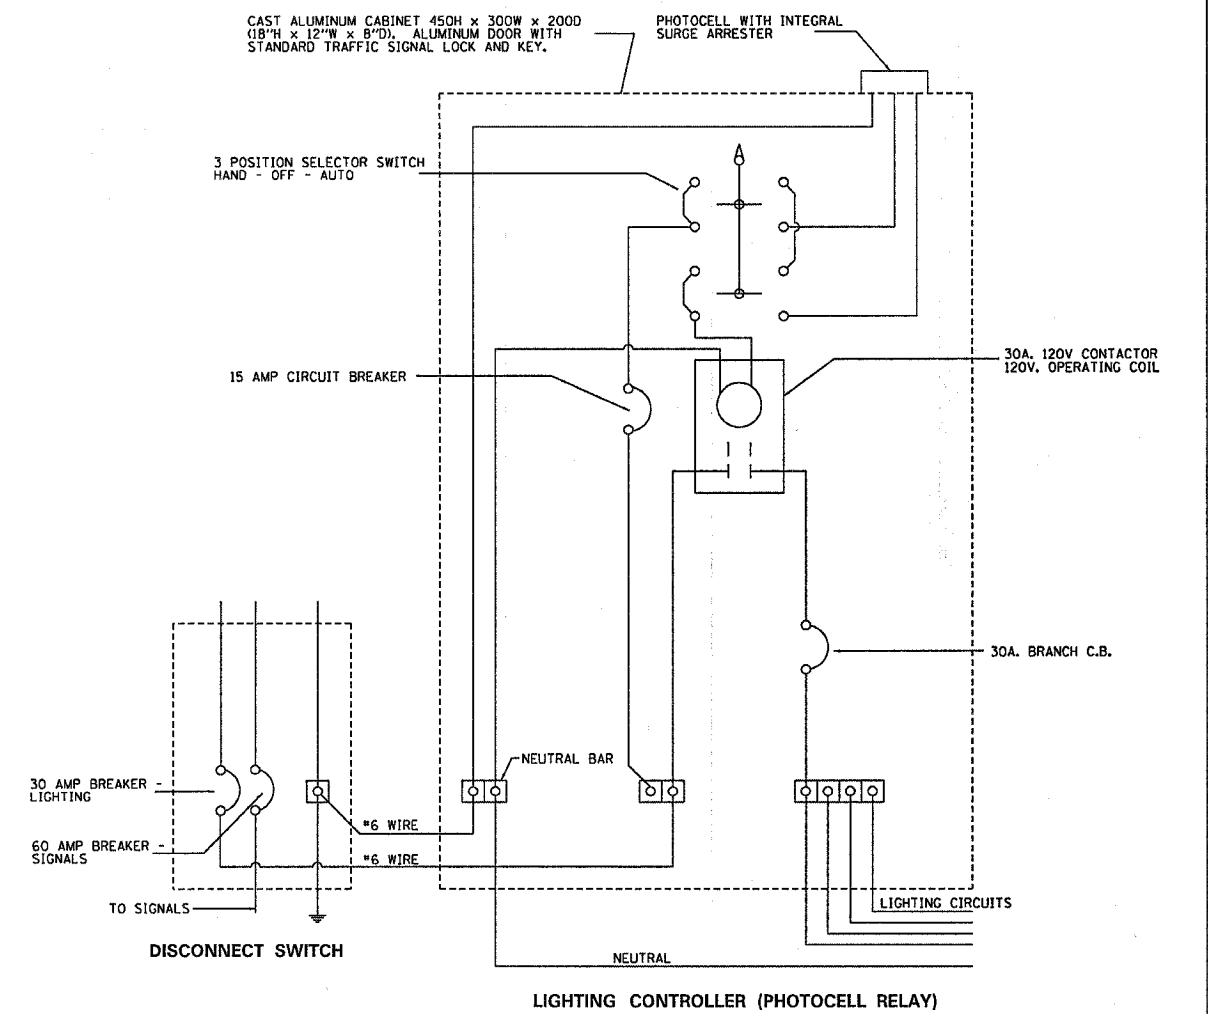 CAST ALUMINUM CABINET 450H x 300W x 200D
(18"H x 12"W x 8"D). ALUMINUM DOOR WITH
STANDARD TRAFFIC SIGNAL LOCK AND KEY.
PHOTOCELL WITH INTEGRAL
SURGE ARRESTER
3 POSITION SELECTOR SWITCH
HAND - OFF - AUTO
30A. 120V CONTACTOR
120V. OPERATING COIL
15 AMP CIRCUIT BREAKER
30A. BRANCH C.B.
NEUTRAL BAR
30 AMP BREAKER -
LIGHTING
#6 WIRE
60 AMP BREAKER -
SIGNALS
#6 WIRE
TO SIGNALS
LIGHTING CIRCUITS
DISCONNECT SWITCH
NEUTRAL
LIGHTING CONTROLLER (PHOTOCELL RELAY)